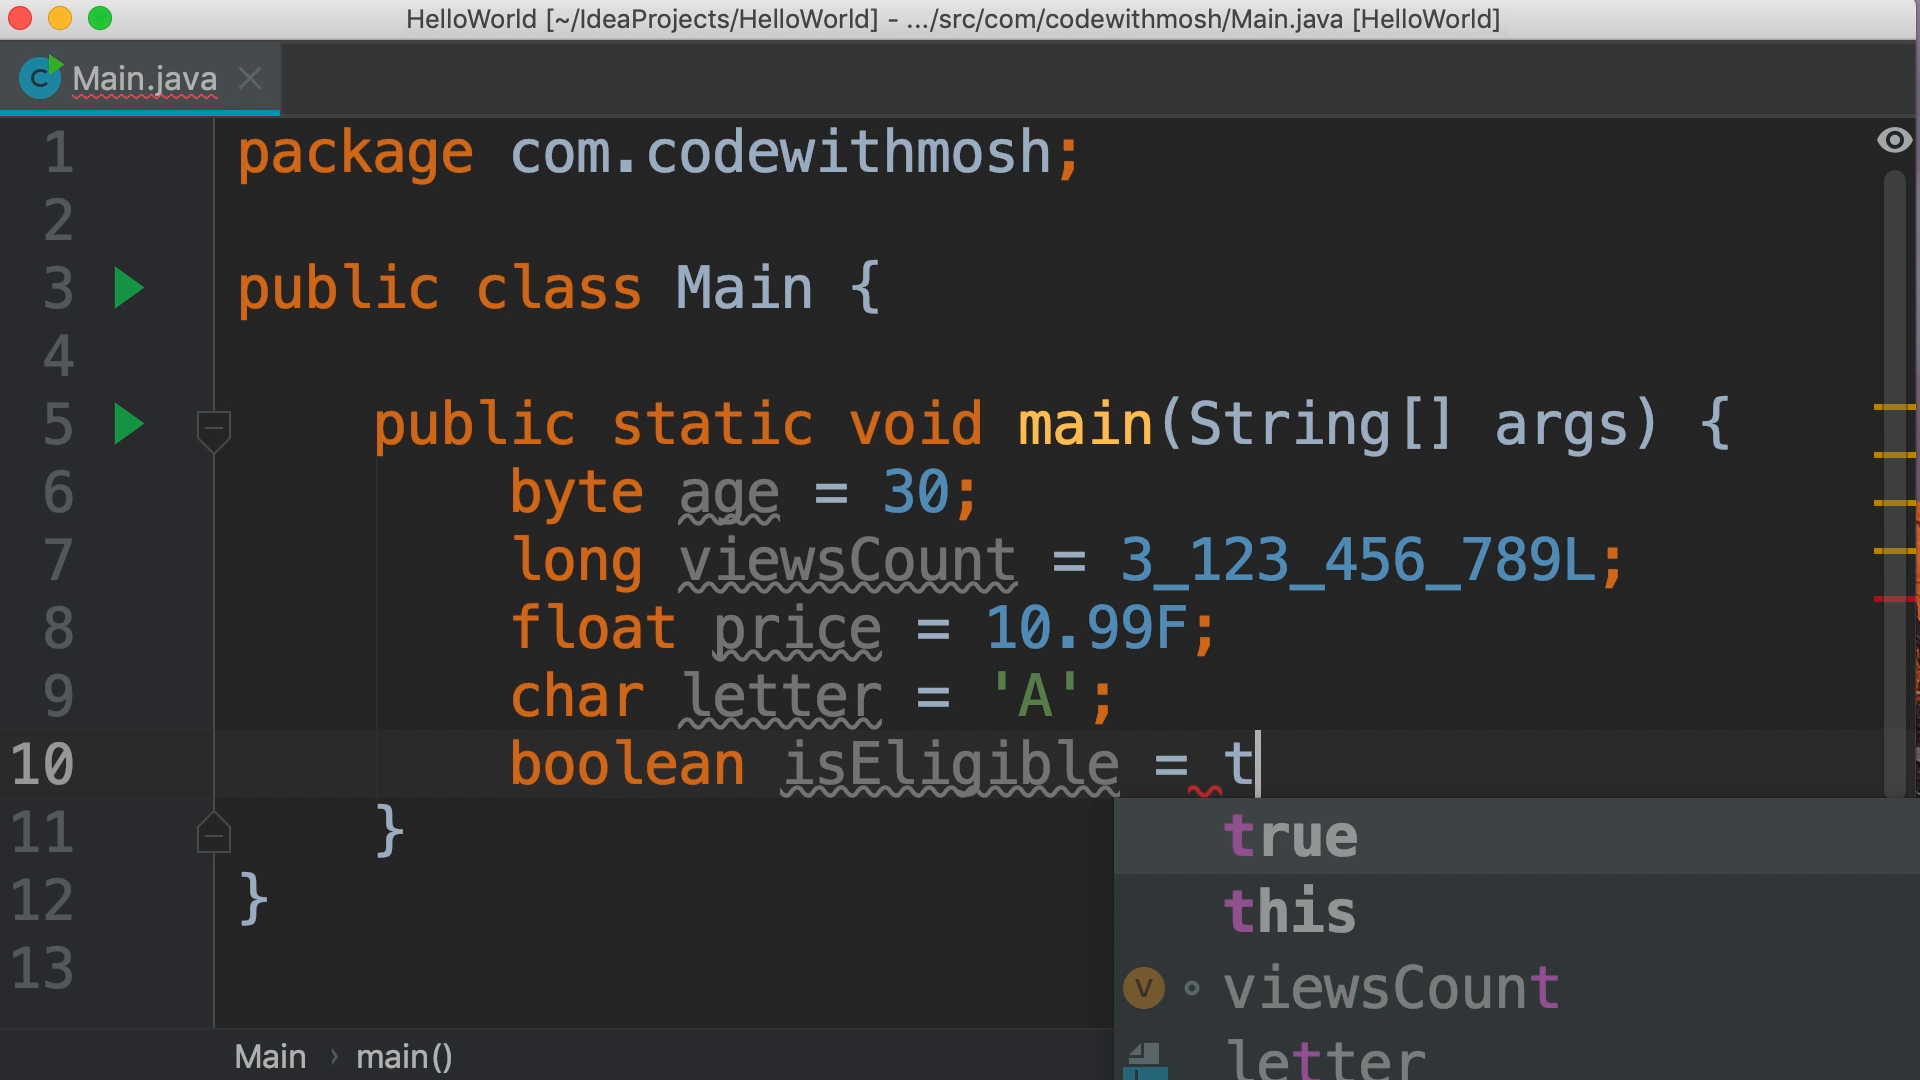 HelloWorld [~/IdeaProjects/HelloWorld] - .../src/com/codewithmosh/Main.java [HelloWorld]
C Main.java
1 package com.codewithmosh;
2
3 public class Main {
4
5 public static void main(String[] args) {
6 byte age = 30;
7 long viewsCount = 3_123_456_789L;
8 float price = 10.99F;
9 char letter = 'A';
10 boolean isEligible = t
11 }
12 }
13
true
this
v viewsCount
letter
Main › main()